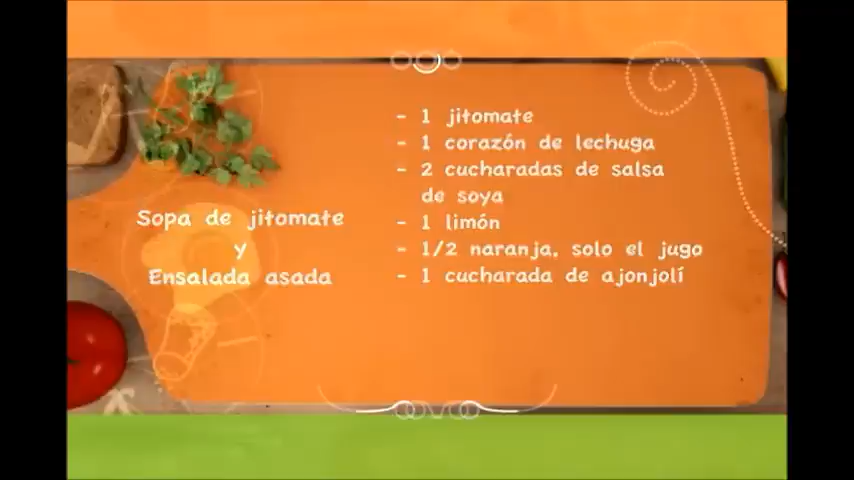 Sopa de jitomate
y
Ensalada asada
- 1 jitomate
- 1 corazón de lechuga
- 2 cucharadas de salsa
de soya
- 1 limón
- 1/2 naranja, solo el jugo
- 1 cucharada de ajonjolí